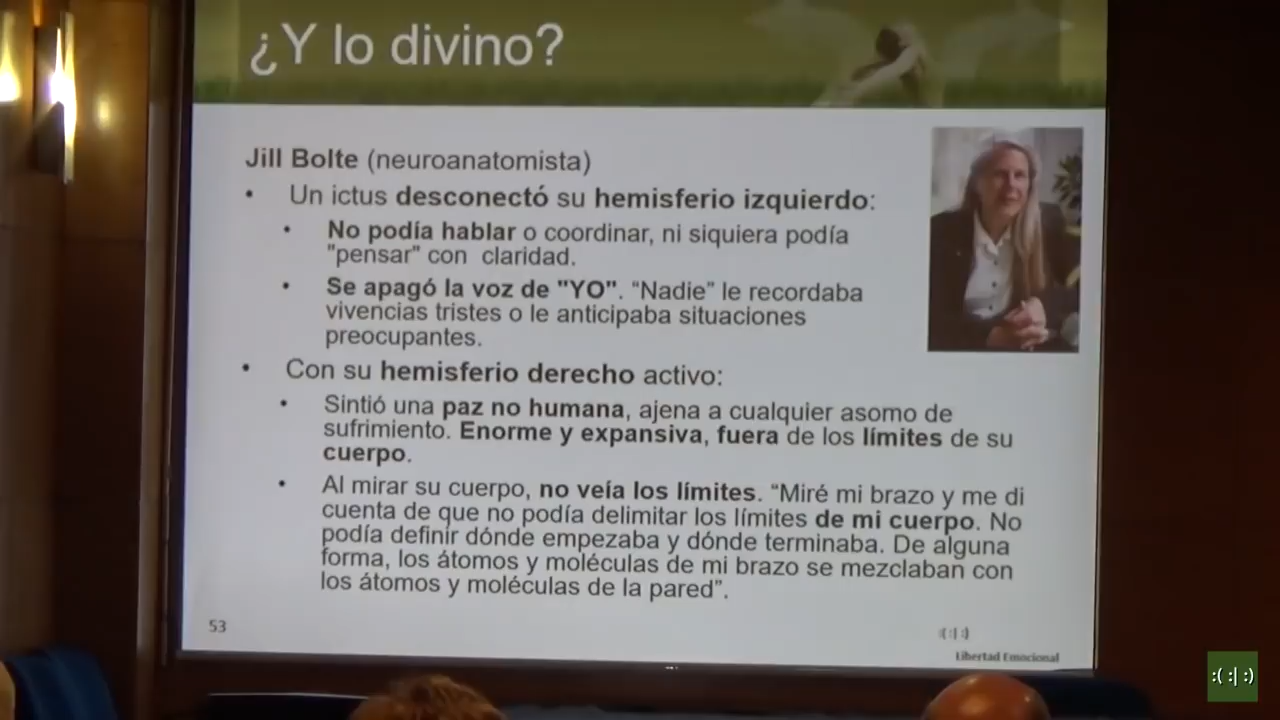 ¿Y lo divino?
Jill Bolte (neuroanatomista)
• Un ictus desconectó su hemisferio izquierdo:
• No podía hablar o coordinar, ni siquiera podía
"pensar" con claridad.
• Se apagó la voz de "YO". “Nadie” le recordaba
vivencias tristes o le anticipaba situaciones
preocupantes.
• Con su hemisferio derecho activo:
• Sintió una paz no humana, ajena a cualquier asomo de
sufrimiento. Enorme y expansiva, fuera de los límites de su
cuerpo.
• Al mirar su cuerpo, no veía los límites. “Miré mi brazo y me di
cuenta de que no podía delimitar los límites de mi cuerpo. No
podía definir dónde empezaba y dónde terminaba. De alguna
forma, los átomos y moléculas de mi brazo se mezclaban con
los átomos y moléculas de la pared”.
53
:( :| :)
Libertad Emocional
:( :| :)